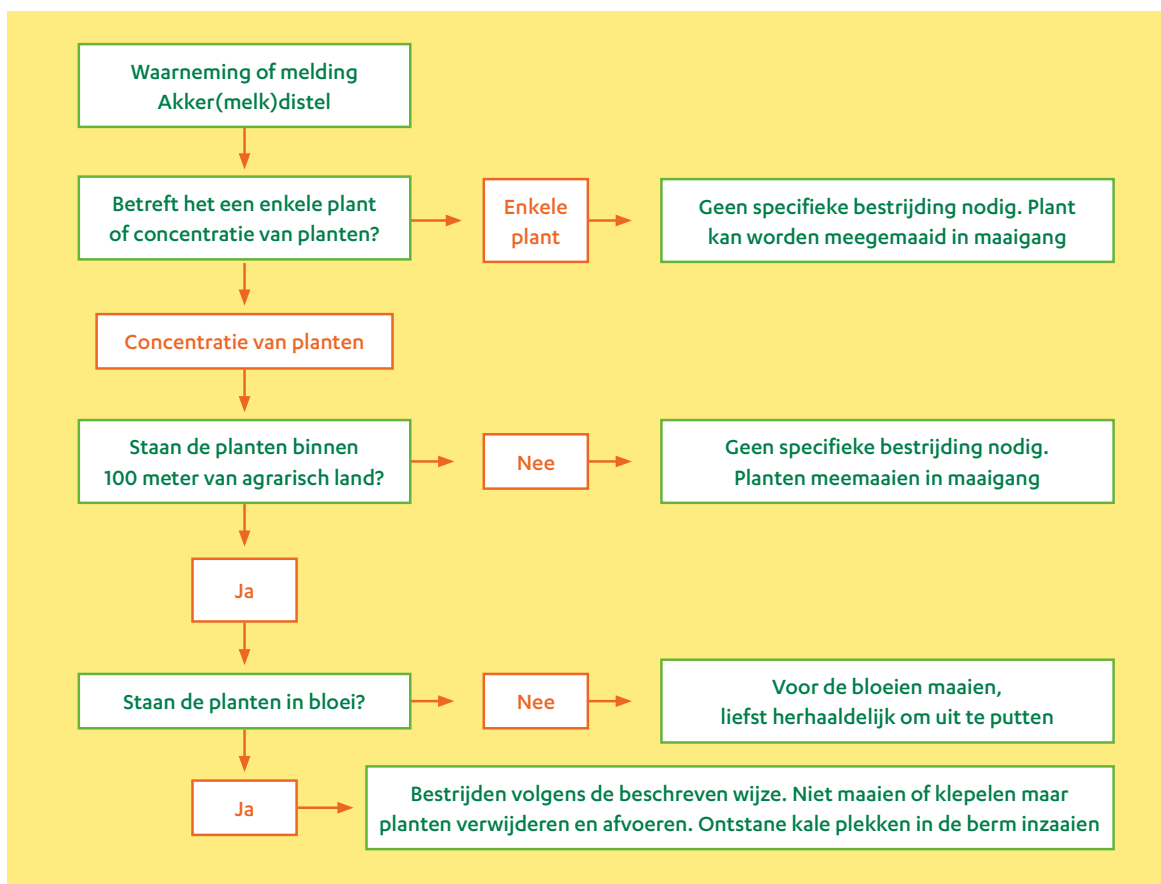 Waarneming of melding
Akker(melk)distel
Betreft het een enkele plant
of concentratie van planten?
Enkele
plant
Geen specifieke bestrijding nodig. Plant
kan worden meegemaaid in maaigang
Concentratie van planten
Staan de planten binnen
100 meter van agrarisch land?
Nee
Geen specifieke bestrijding nodig.
Planten meemaaien in maaigang
Ja
Staan de planten in bloei?
Nee
Voor de bloeien maaien,
liefst herhaaldelijk om uit te putten
Ja
Bestrijden volgens de beschreven wijze. Niet maaien of klepelen maar
planten verwijderen en afvoeren. Ontstane kale plekken in de berm inzaaien